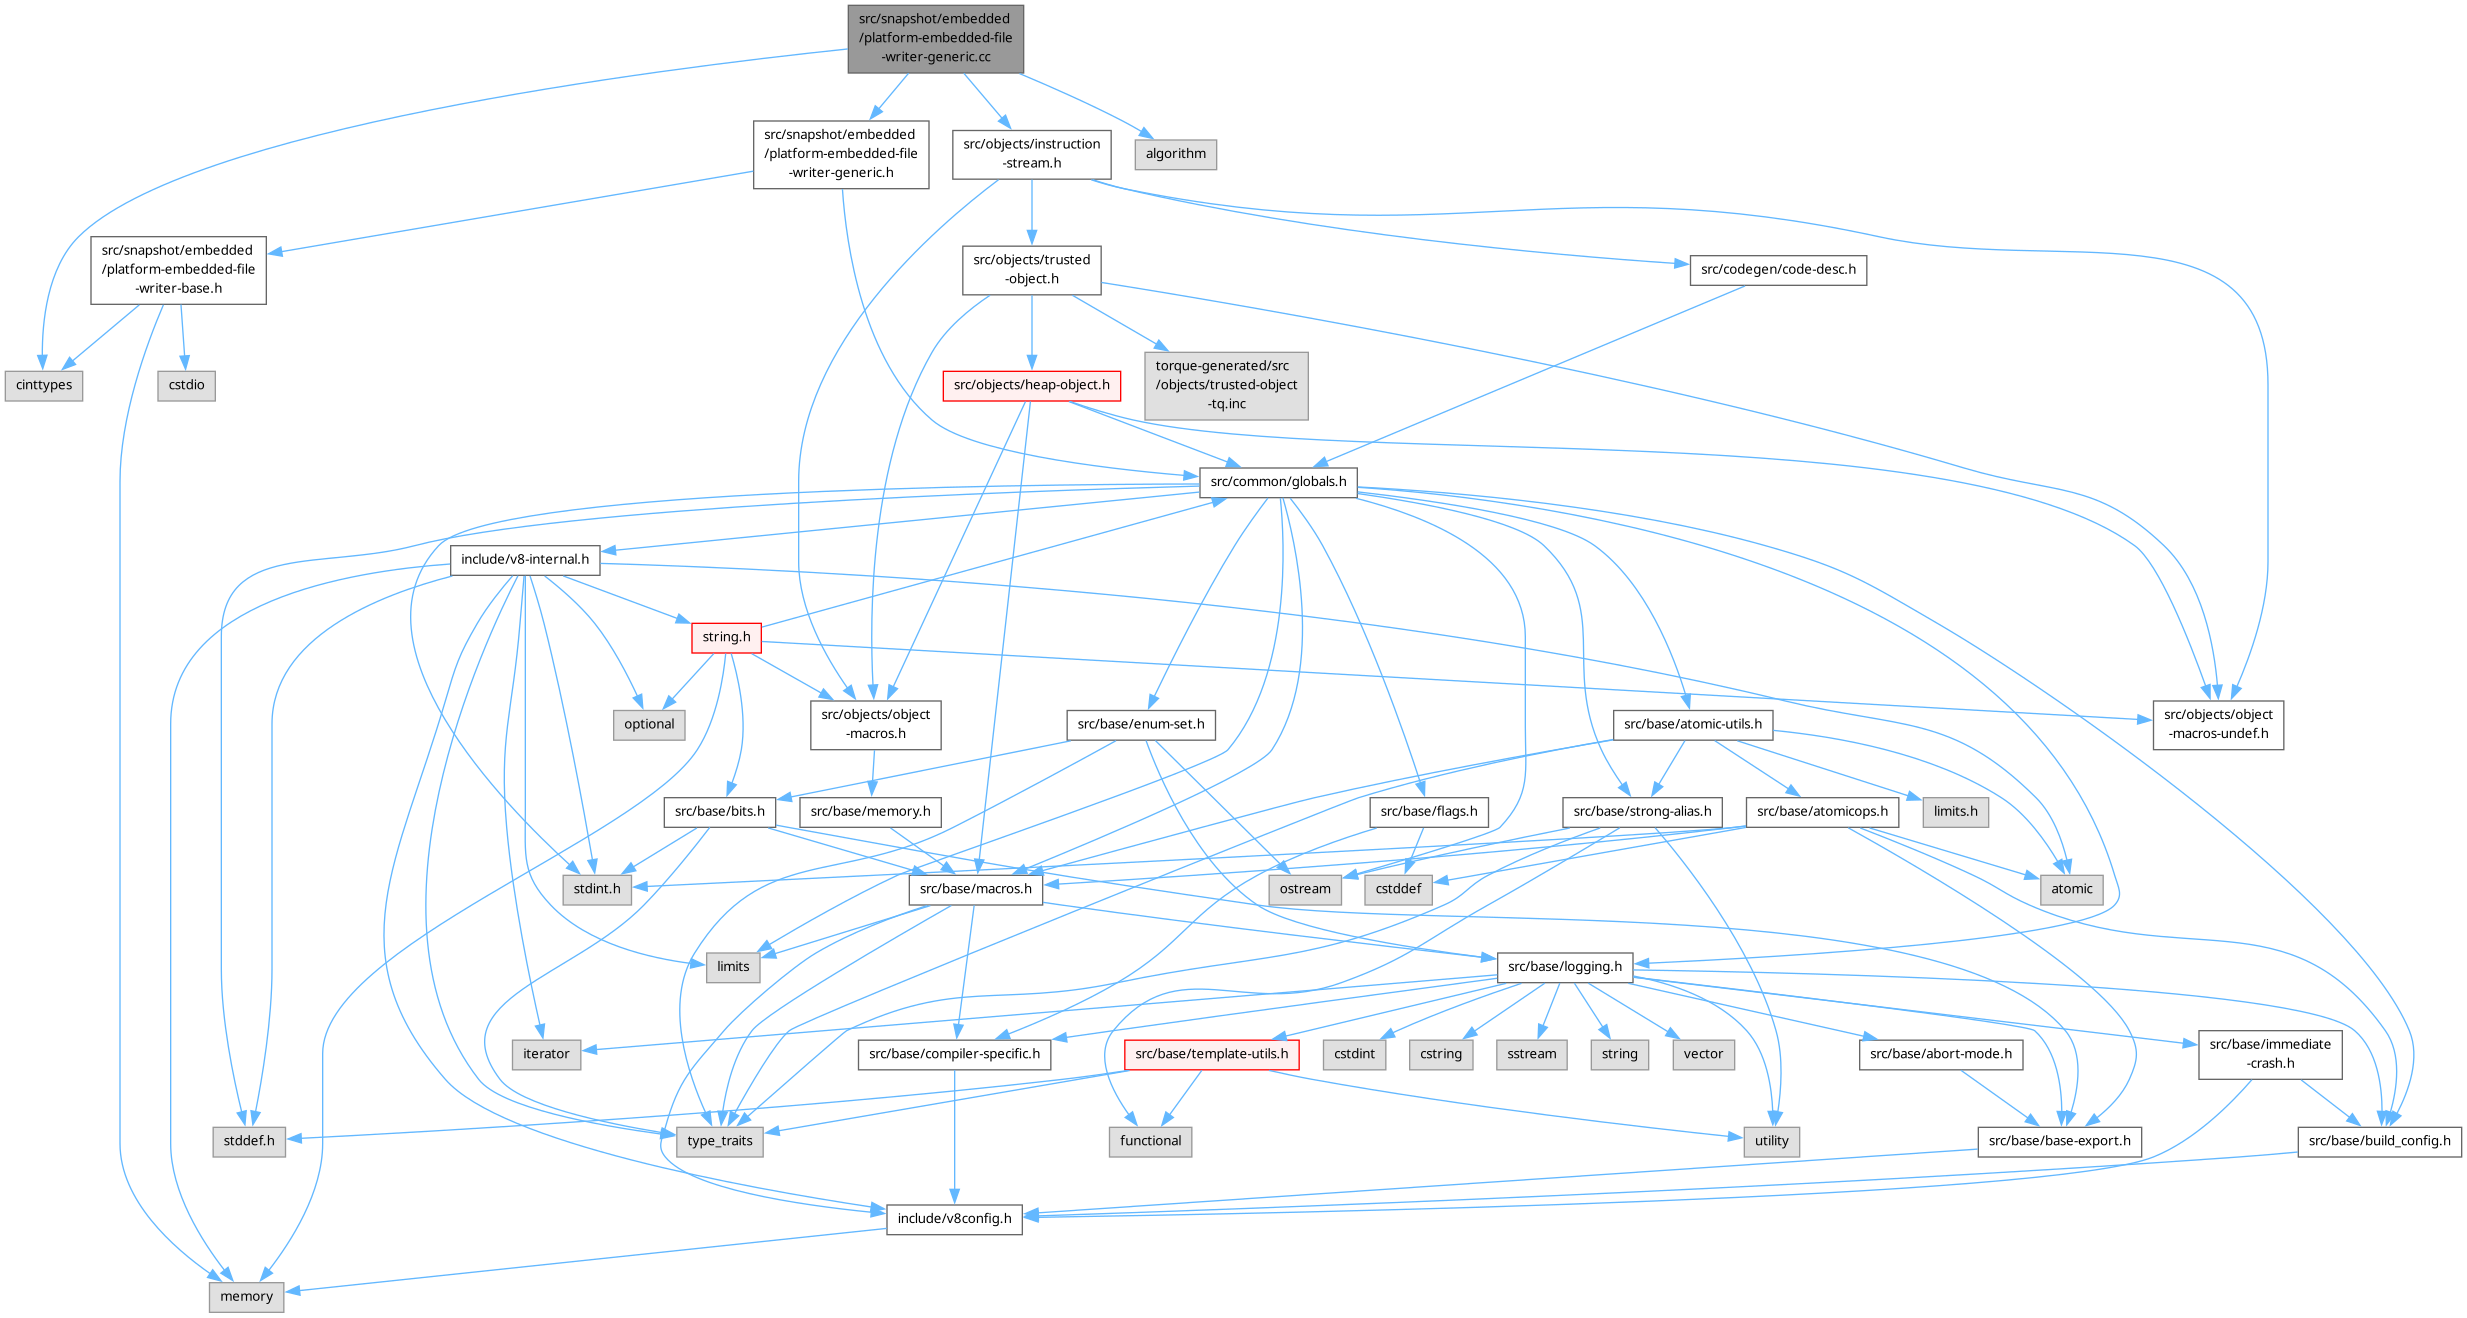 src/snapshot/embedded
/platform-embedded-file
-writer-generic.cc
src/snapshot/embedded
/platform-embedded-file
-writer-generic.h
src/objects/instruction
-stream.h
algorithm
src/snapshot/embedded
/platform-embedded-file
-writer-base.h
src/objects/trusted
-object.h
src/codegen/code-desc.h
cinttypes
cstdio
src/objects/heap-object.h
torque-generated/src
/objects/trusted-object
-tq.inc
src/common/globals.h
include/v8-internal.h
string.h
optional
src/objects/object
-macros.h
src/base/enum-set.h
src/base/atomic-utils.h
src/objects/object
-macros-undef.h
src/base/bits.h
src/base/memory.h
src/base/flags.h
src/base/strong-alias.h
src/base/atomicops.h
limits.h
stdint.h
src/base/macros.h
ostream
cstddef
atomic
limits
src/base/logging.h
iterator
src/base/compiler-specific.h
src/base/template-utils.h
cstdint
cstring
sstream
string
vector
src/base/abort-mode.h
src/base/immediate
-crash.h
stddef.h
type_traits
functional
utility
src/base/base-export.h
src/base/build_config.h
include/v8config.h
memory